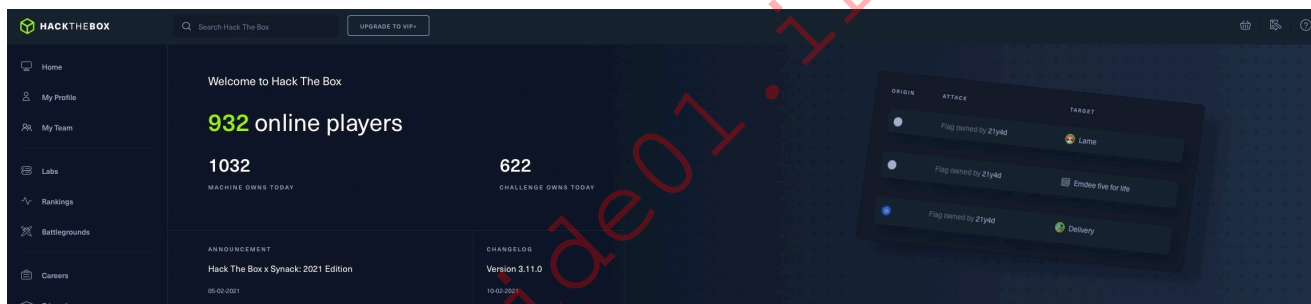 HACKTHEBOX
Search Hack The Box
UPGRADE TO VIP+
Home
My Profile
My Team
Labs
Rankings
Battlegrounds
Careers
Welcome to Hack The Box
932 online players
1032
MACHINE OWNS TODAY
622
CHALLENGE OWNS TODAY
ANNOUNCEMENT
Hack The Box x Synack: 2021 Edition
05-02-2021
CHANGELOG
Version 3.11.0
10-02-2021
ORIGIN ATTACK TARGET
Flag owned by 21y4d Lame
Flag owned by 21y4d Emdee five for life
Flag owned by 21y4d Delivery